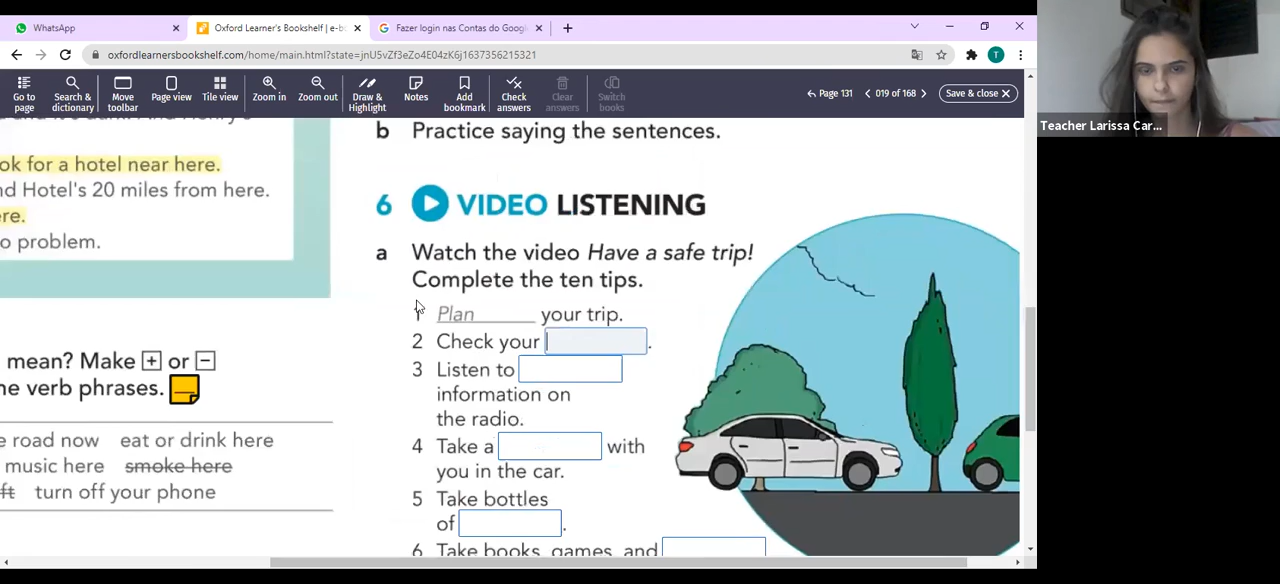 WhatsApp
Oxford Learner's Bookshelf | e-b
Fazer login nas Contas do Goog
oxfordlearnersbookshelf.com/home/main.html?state=jnU5vZf3eZo4E04zK6j1637356215321
T
Go to page
Search & dictionary
Move toolbar
Page view
Tile view
Zoom in
Zoom out
Draw & Highlight
Notes
Add bookmark
Check answers
Clear answers
Switch books
Page 131
019 of 168
Save & close X
Teacher Larissa Car...
ok for a hotel near here.
nd Hotel's 20 miles from here.
ere.
o problem.
mean? Make + or −
he verb phrases.
e road now eat or drink here
music here smoke here
ft turn off your phone
b Practice saying the sentences.
6 VIDEO LISTENING
a Watch the video Have a safe trip!
Complete the ten tips.
1 Plan your trip.
2 Check your .
3 Listen to
information on
the radio.
4 Take a with
you in the car.
5 Take bottles
of .
6 Take books, games, and